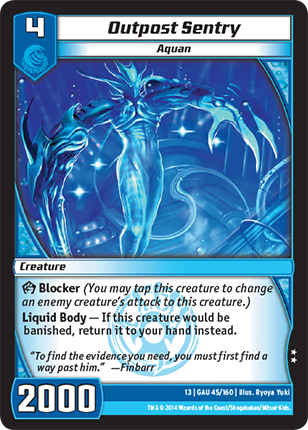 4
Outpost Sentry
Aquan
Creature
Blocker (You may tap this creature to change
an enemy creature's attack to this creature.)
Liquid Body — If this creature would be
banished, return it to your hand instead.
"To find the evidence you need, you must first find a
way past him." —Finbarr
2000
13 | GAU 45/160 | Illus. Ryoya Yuki
TM & © 2014 Wizards of the Coast/Shogakukan/Mitsui-Kids.